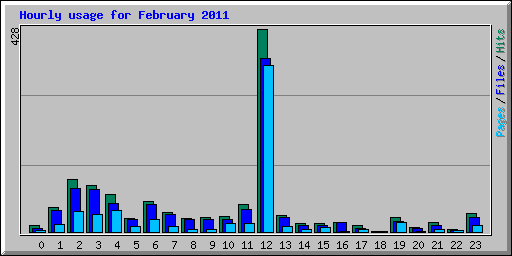 Hourly usage for February 2011
428
Pages / Files / Hits
0 1 2 3 4 5 6 7 8 9 10 11 12 13 14 15 16 17 18 19 20 21 22 23